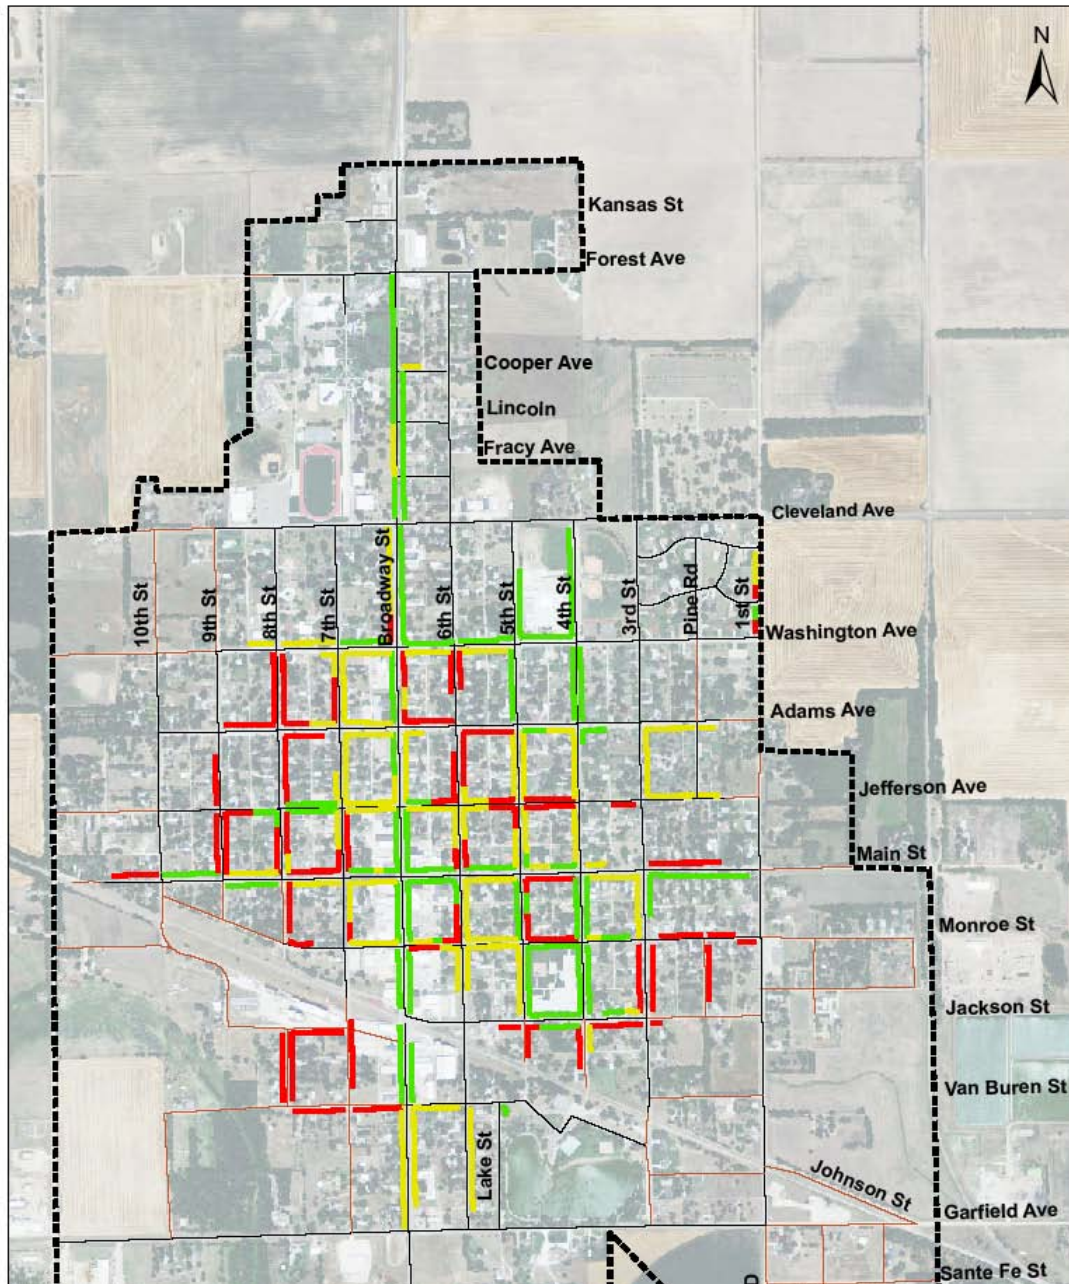 N
Kansas St
Forest Ave
Cooper Ave
Lincoln
Fracy Ave
Cleveland Ave
10th St
9th St
8th St
7th St
Broadway St
6th St
5th St
4th St
3rd St
Pine Rd
1st St
Washington Ave
Adams Ave
Jefferson Ave
Main St
Monroe St
Jackson St
Van Buren St
Lake St
Johnson St
Garfield Ave
Sante Fe St